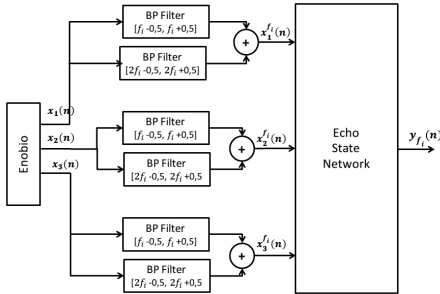 BP Filter
[f_i -0,5, f_i +0,5]
BP Filter
[2f_i -0,5, 2f_i +0,5]
+
x_1^{f_i}(n)
x_1(n)
Enobio
x_2(n)
x_3(n)
BP Filter
[f_i -0,5, f_i +0,5]
BP Filter
[2f_i -0,5, 2f_i +0,5
+
x_2^{f_i}(n)
BP Filter
[f_i -0,5, f_i +0,5]
BP Filter
[2f_i -0,5, 2f_i +0,5
+
x_3^{f_i}(n)
Echo
State
Network
y_{f_i}(n)